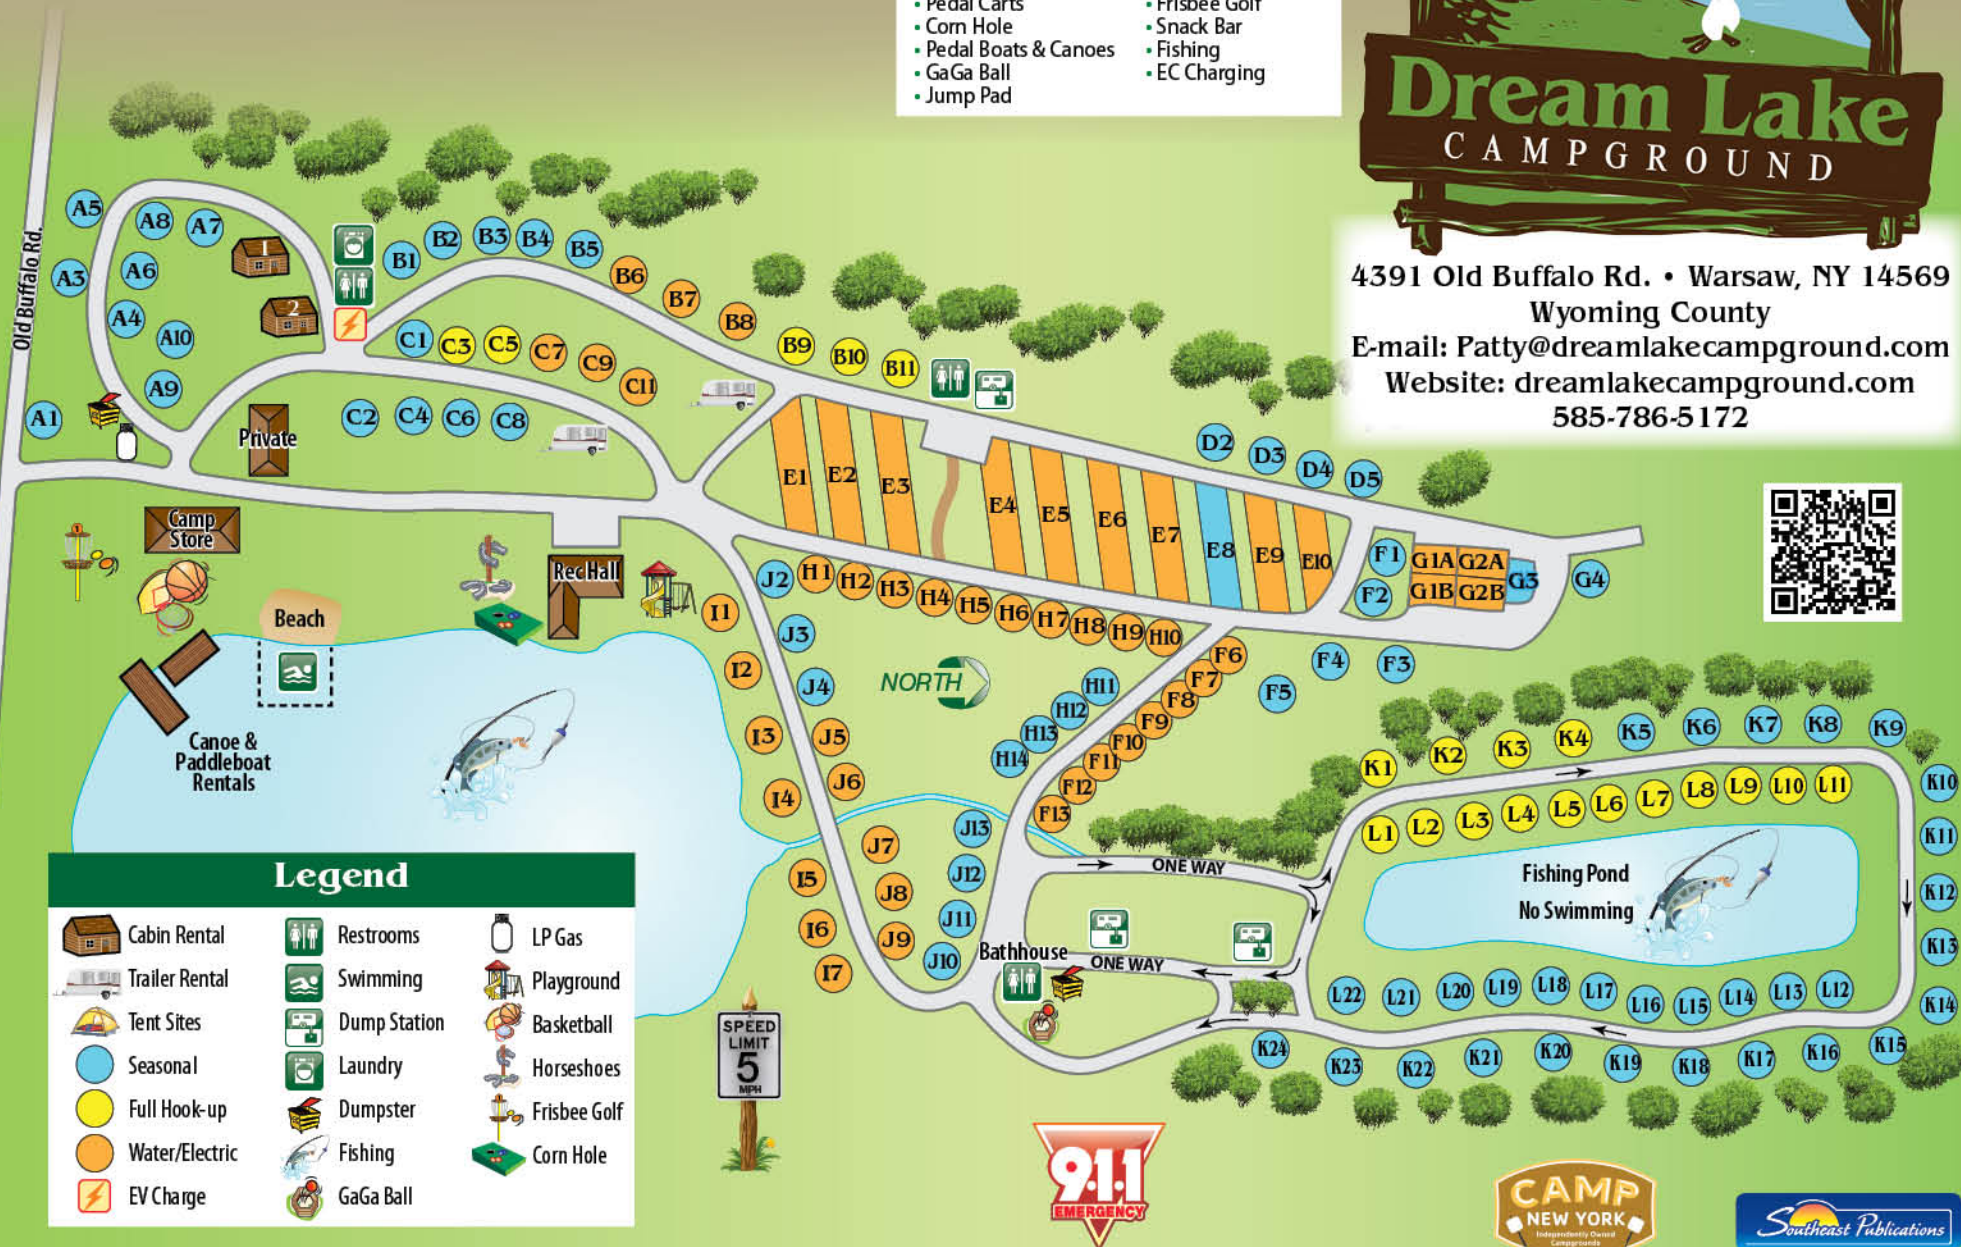 • Pedal Carts
• Corn Hole
• Pedal Boats & Canoes
• GaGa Ball
• Jump Pad
• Frisbee Golf
• Snack Bar
• Fishing
• EC Charging
Dream Lake
CAMPGROUND
4391 Old Buffalo Rd. • Warsaw, NY 14569
Wyoming County
E-mail: Patty@dreamlakecampground.com
Website: dreamlakecampground.com
585-786-5172
Old Buffalo Rd.
A5
A8
A7
A3
A6
A4
A10
A9
A1
1
2
B1
B2
B3
B4
B5
B6
B7
B8
B9
B10
B11
C1
C3
C5
C7
C9
C11
C2
C4
C6
C8
Private
Camp
Store
Rec Hall
1
Beach
Canoe &
Paddleboat
Rentals
E1
E2
E3
E4
E5
E6
E7
E8
E9
E10
D2
D3
D4
D5
F1
F2
G1A
G2A
G1B
G2B
G3
G4
J2
H1
H2
H3
H4
H5
H6
H7
H8
H9
H10
I1
J3
I2
J4
I3
J5
I4
J6
NORTH
H11
H12
H13
H14
F6
F7
F8
F9
F10
F11
F12
F13
F5
F4
F3
J7
J13
I5
J8
J12
I6
J9
J11
I7
J10
Bathhouse
ONE WAY
ONE WAY
K1
K2
K3
K4
K5
K6
K7
K8
K9
K10
K11
K12
K13
K14
K15
L1
L2
L3
L4
L5
L6
L7
L8
L9
L10
L11
Fishing Pond
No Swimming
L22
L21
L20
L19
L18
L17
L16
L15
L14
L13
L12
K24
K23
K22
K21
K20
K19
K18
K17
K16
Legend
Cabin Rental
Trailer Rental
Tent Sites
Seasonal
Full Hook-up
Water/Electric
EV Charge
Restrooms
Swimming
Dump Station
Laundry
Dumpster
Fishing
GaGa Ball
LP Gas
Playground
Basketball
Horseshoes
Frisbee Golf
Corn Hole
SPEED
LIMIT
5
MPH
9.1.1
EMERGENCY
CAMP
NEW YORK
Independently Owned
Campgrounds
Southeast Publications